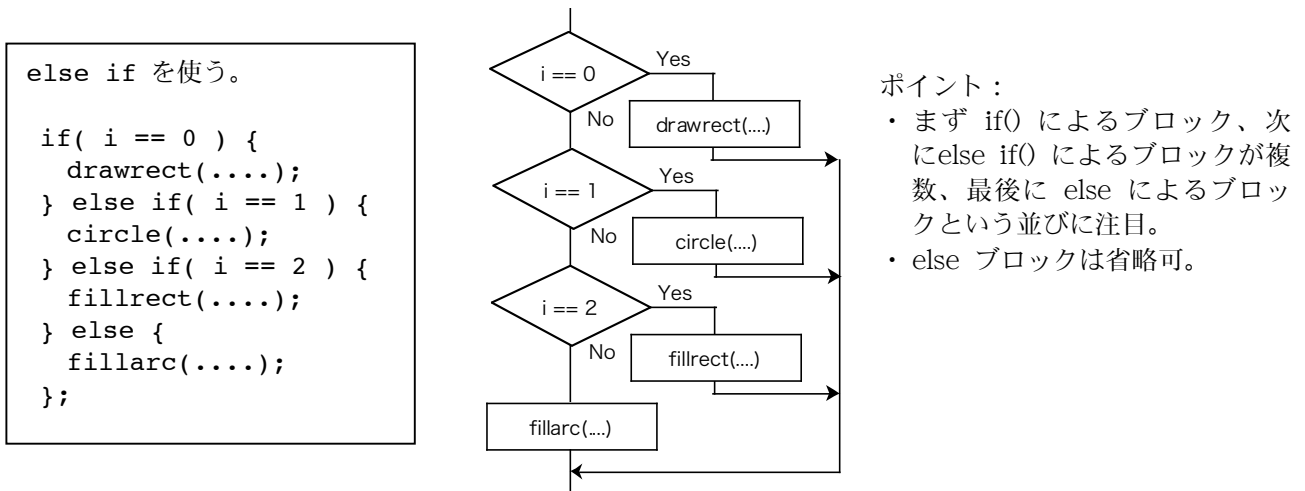 else if を使う。
if( i == 0 ) {
drawrect(....);
} else if( i == 1 ) {
circle(....);
} else if( i == 2 ) {
fillrect(....);
} else {
fillarc(....);
};
i == 0
Yes
No
drawrect(....)
i == 1
Yes
No
circle(....)
i == 2
Yes
No
fillrect(....)
fillarc(....)
ポイント：
・まず if() によるブロック、次
にelse if() によるブロックが複
数、最後に else によるブロッ
クという並びに注目。
・else ブロックは省略可。